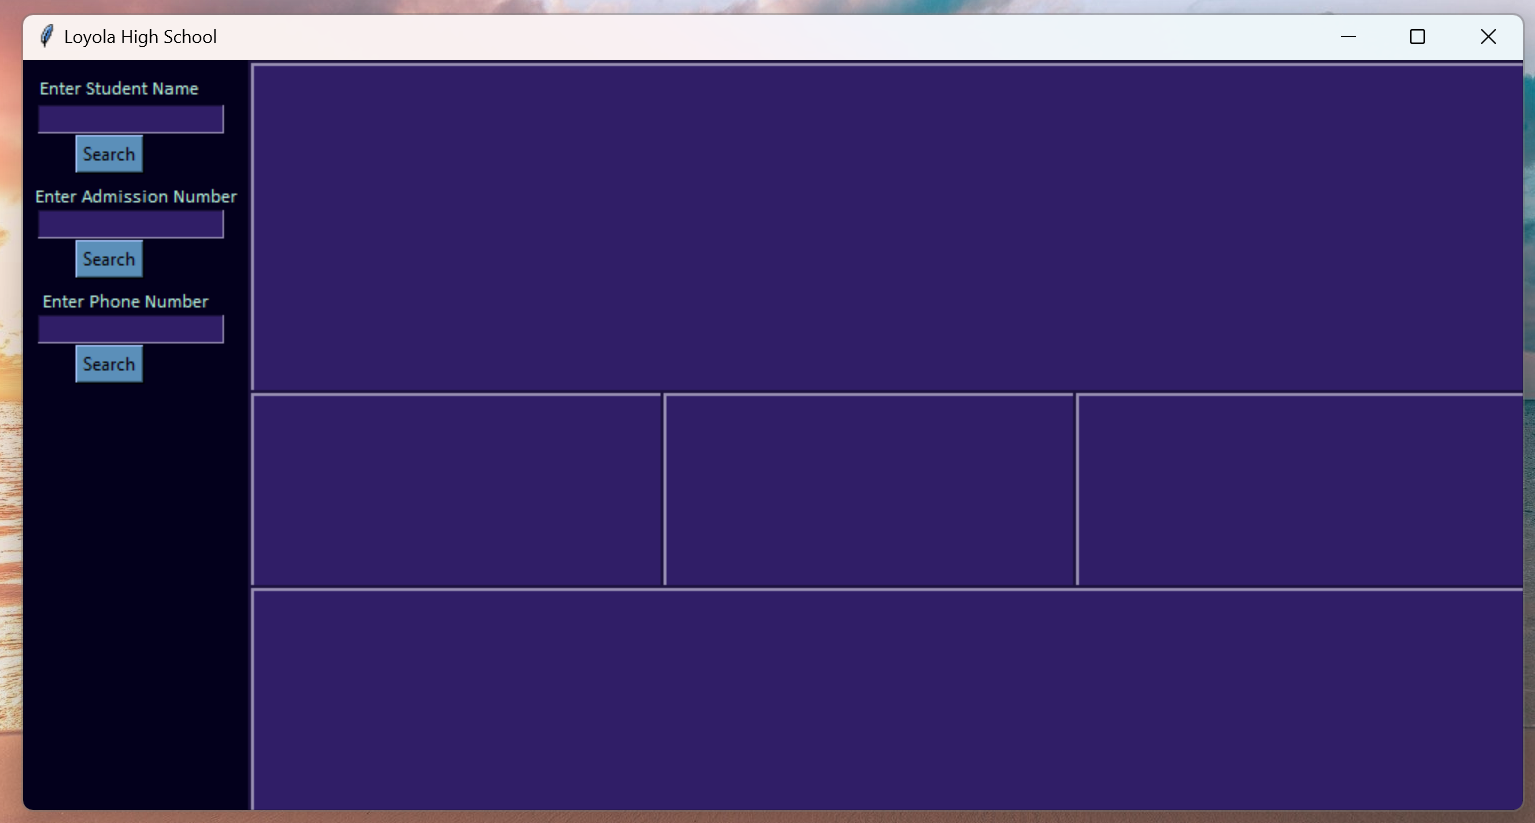 Loyola High School
Enter Student Name
Search
Enter Admission Number
Search
Enter Phone Number
Search